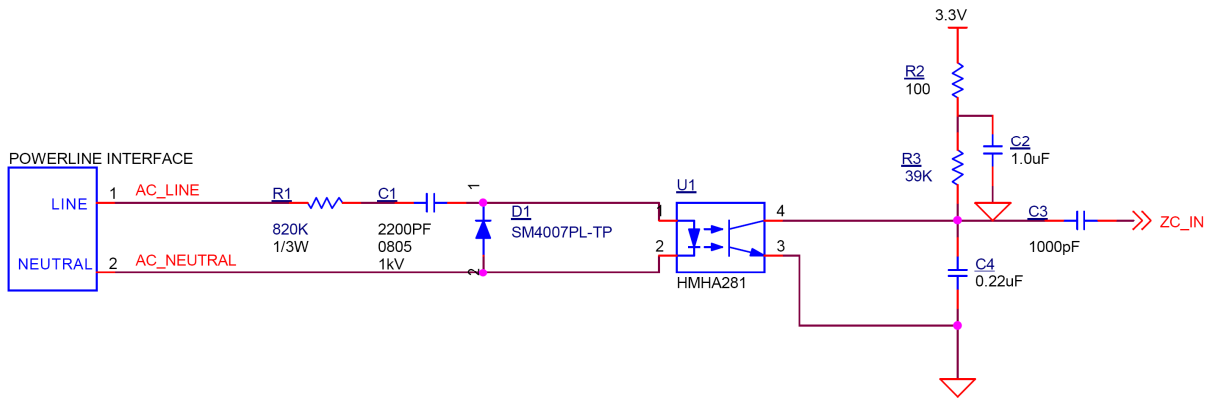 3.3V
R2
100
C2
1.0uF
R3
39K
POWERLINE INTERFACE
LINE
1
AC_LINE
NEUTRAL
2
AC_NEUTRAL
R1
820K
1/3W
C1
2200PF
0805
1kV
1
D1
SM4007PL-TP
2
U1
1
2
4
3
HMHA281
C3
1000pF
ZC_IN
C4
0.22uF